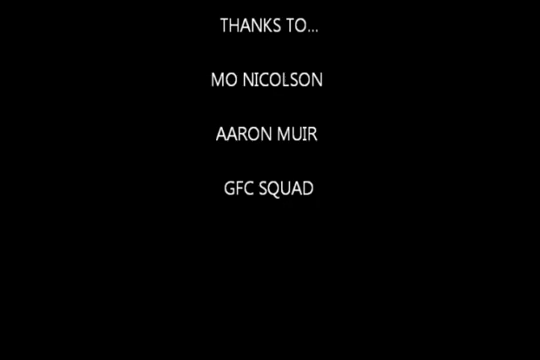 THANKS TO...
MO NICOLSON
AARON MUIR
GFC SQUAD